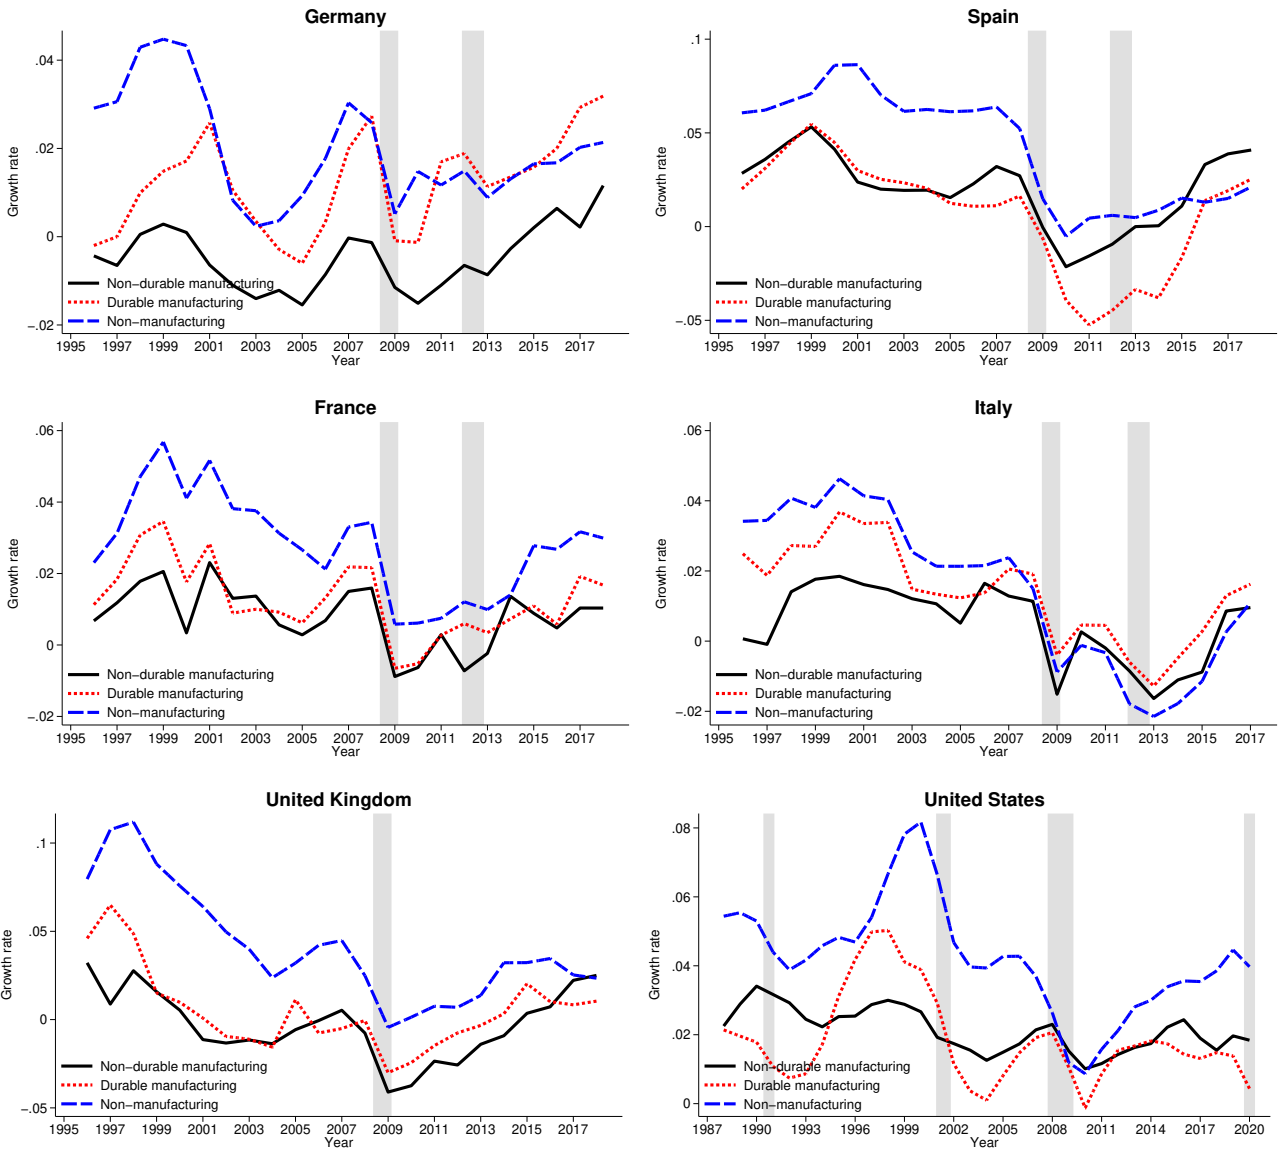 Germany
Growth rate
.04
.02
0
−.02
Non−durable manufacturing
Durable manufacturing
Non−manufacturing
1995 1997 1999 2001 2003 2005 2007 2009 2011 2013 2015 2017
Year
Spain
Growth rate
.1
.05
0
−.05
Non−durable manufacturing
Durable manufacturing
Non−manufacturing
1995 1997 1999 2001 2003 2005 2007 2009 2011 2013 2015 2017
Year
France
Growth rate
.06
.04
.02
0
−.02
Non−durable manufacturing
Durable manufacturing
Non−manufacturing
1995 1997 1999 2001 2003 2005 2007 2009 2011 2013 2015 2017
Year
Italy
Growth rate
.06
.04
.02
0
−.02
Non−durable manufacturing
Durable manufacturing
Non−manufacturing
1995 1997 1999 2001 2003 2005 2007 2009 2011 2013 2015 2017
Year
United Kingdom
Growth rate
.1
.05
0
−.05
Non−durable manufacturing
Durable manufacturing
Non−manufacturing
1995 1997 1999 2001 2003 2005 2007 2009 2011 2013 2015 2017
Year
United States
Growth rate
.08
.06
.04
.02
0
Non−durable manufacturing
Durable manufacturing
Non−manufacturing
1987 1990 1993 1996 1999 2002 2005 2008 2011 2014 2017 2020
Year